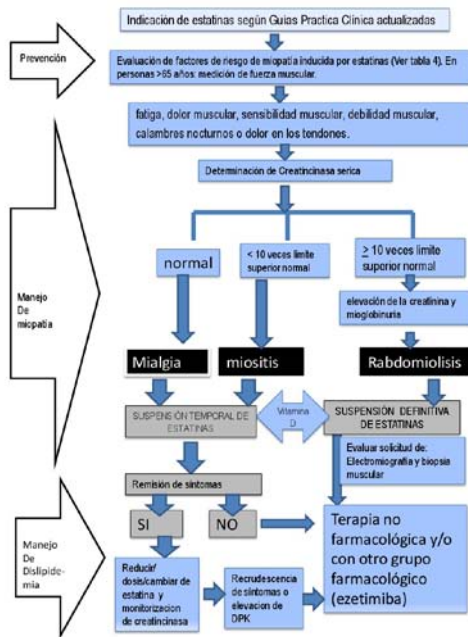 Indicación de estatinas según Guías Practica Clínica actualizadas
Prevención
Evaluación de factores de riesgo de miopatía inducida por estatinas (Ver tabla 4). En
personas >65 años: medición de fuerza muscular.
fatiga, dolor muscular, sensibilidad muscular, debilidad muscular,
calambres nocturnos o dolor en los tendones.
Determinación de Creatincinasa serica
Manejo
De
miopatía
normal
< 10 veces limite
superior normal
≥ 10 veces limite
superior normal
elevación de la creatinina y
mioglobinuria
Mialgia
miositis
Rabdomiolisis
SUSPENSIÓN TEMPORAL DE
ESTATINAS
Vitamina
D
SUSPENSIÓN DEFINITIVA
DE ESTATINAS
Evaluar solicitud de:
Electromiografía y biopsia
muscular
Remisión de síntomas
SI
NO
Manejo
De
Dislipide-
mia
Reducir/
dosis/cambiar de
estatina y
monitorizacion de
creatincinasa
Recrudescencia
de síntomas o
elevacion de
DPK
Terapia no
farmacológica y/o
con otro grupo
farmacológico
(ezetimiba)